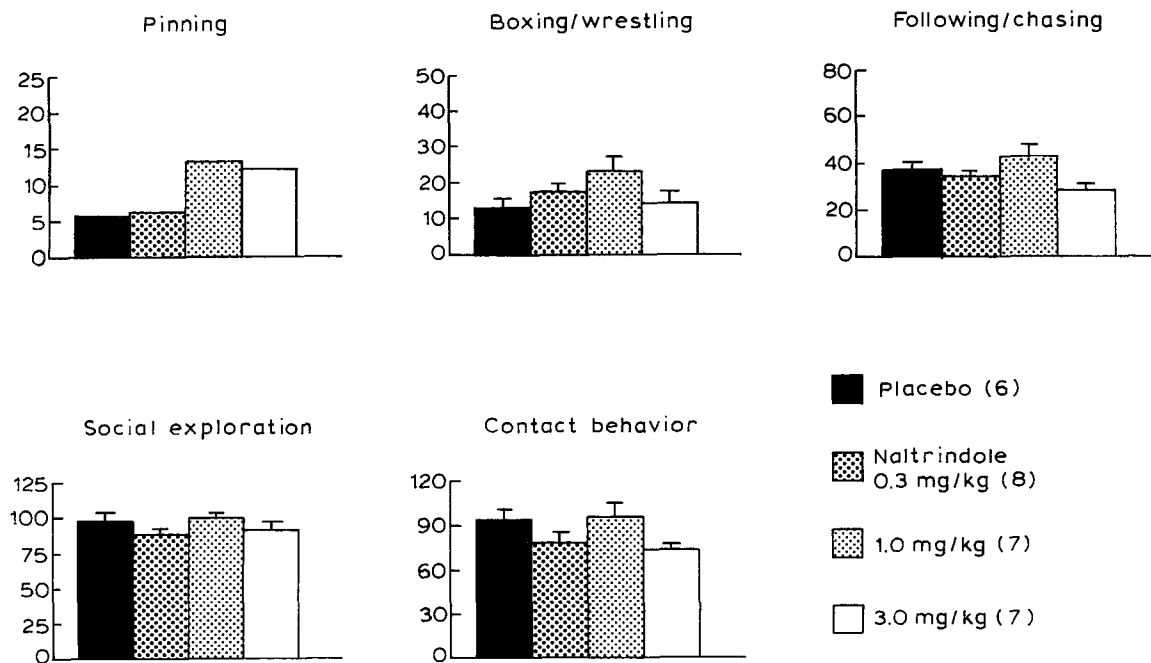 Pinning
25
20
15
10
5
0
Boxing/wrestling
50
40
30
20
10
0
Following/chasing
80
60
40
20
0
Social exploration
125
100
75
50
25
0
Contact behavior
120
90
60
30
0
Placebo (6)
Naltrindole
0.3 mg/kg (8)
1.0 mg/kg (7)
3.0 mg/kg (7)